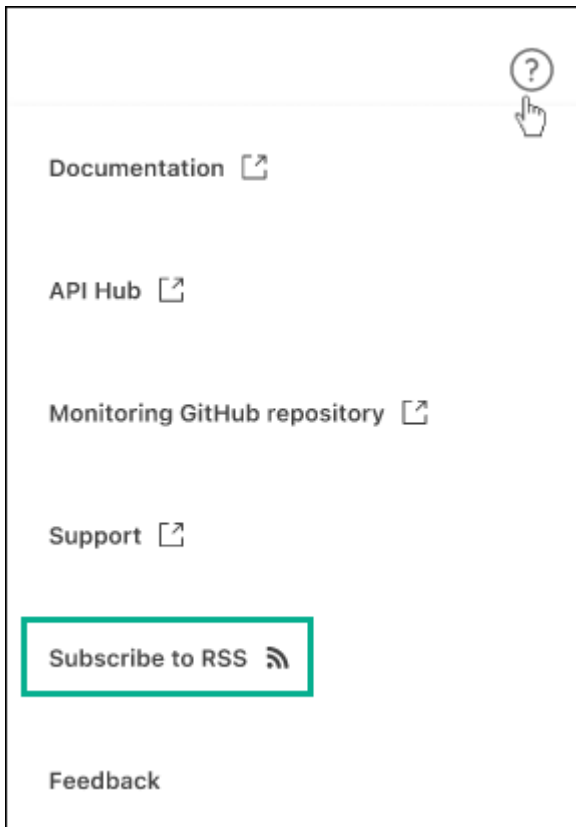 ?
Documentation
API Hub
Monitoring GitHub repository
Support
Subscribe to RSS
Feedback